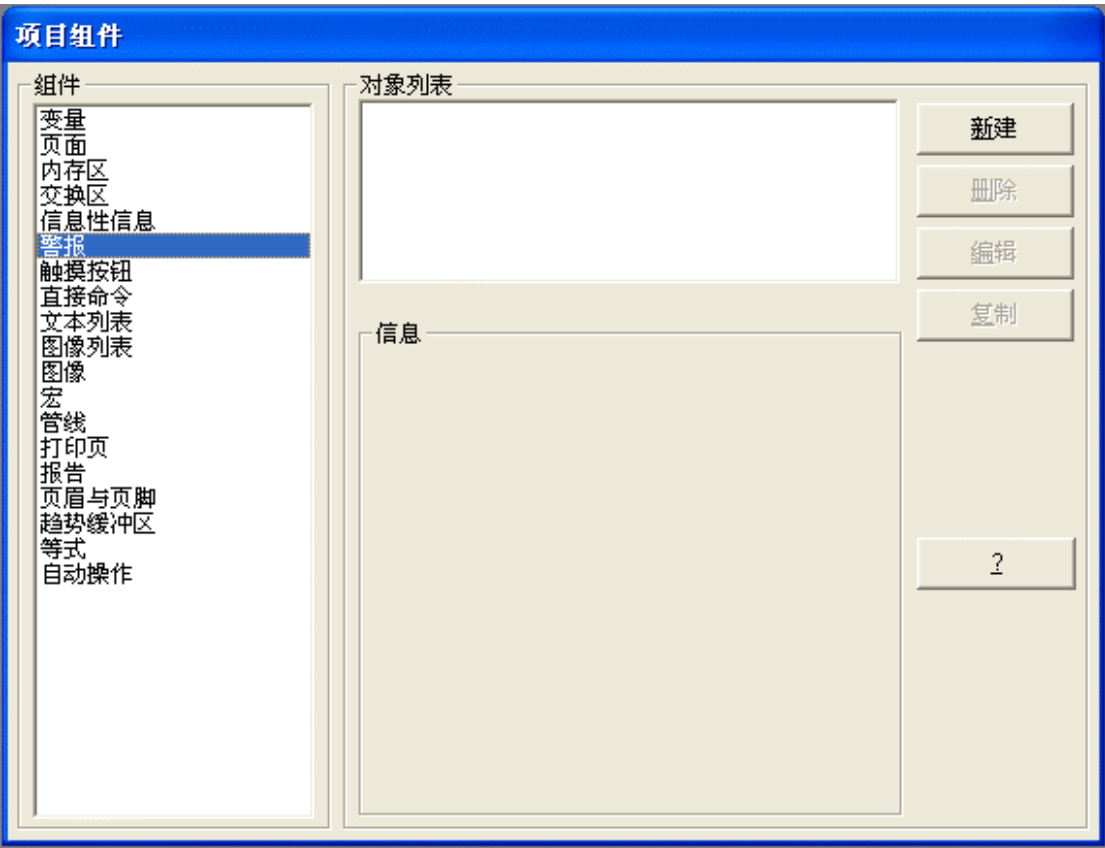 项目组件
组件
变量
页面
内存区
交换区
信息性信息
警报
触摸按钮
直接命令
文本列表
图像列表
图像
宏
管线
打印页
报告
页眉与页脚
趋势缓冲区
等式
自动操作
对象列表
新建
删除
编辑
复制
信息
?